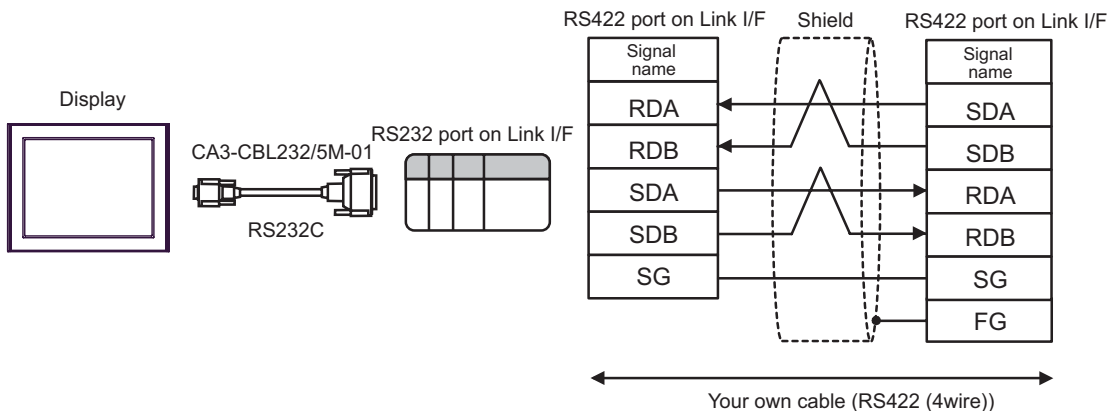 Display
CA3-CBL232/5M-01
RS232C
RS232 port on Link I/F
RS422 port on Link I/F
Signal
name
RDA
RDB
SDA
SDB
SG
Shield
RS422 port on Link I/F
Signal
name
SDA
SDB
RDA
RDB
SG
FG
Your own cable (RS422 (4wire))